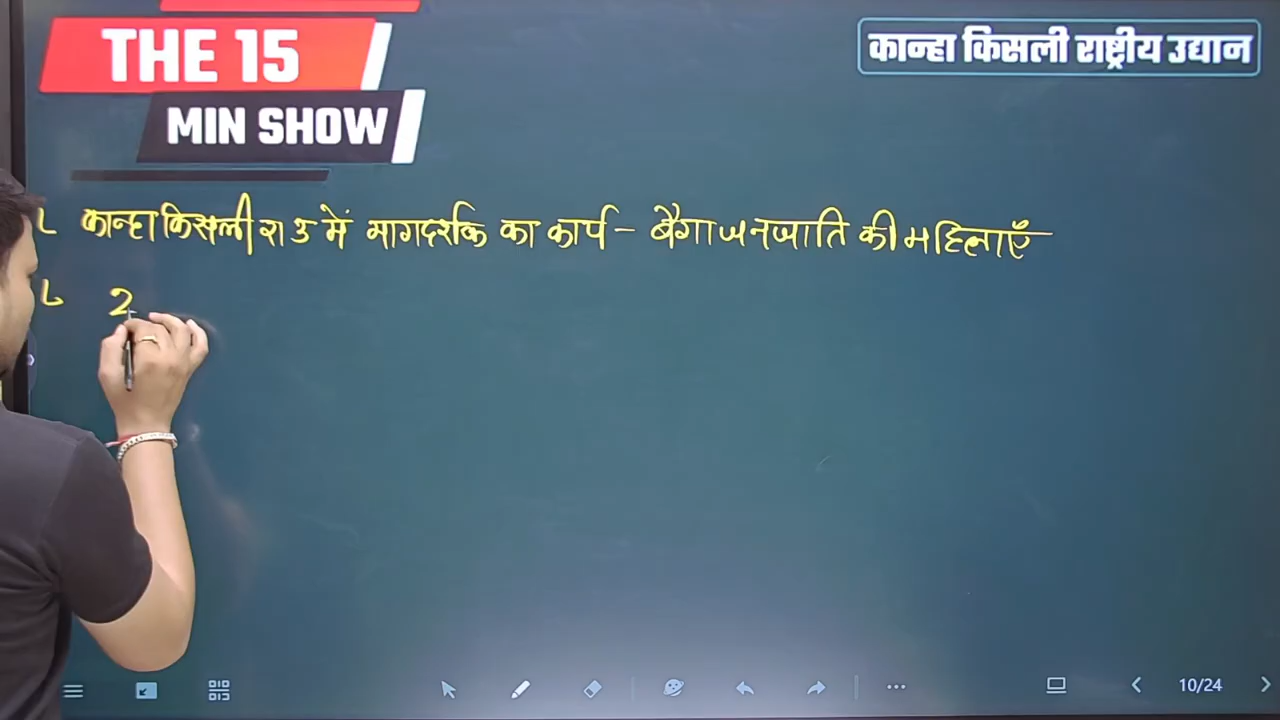 THE 15
MIN SHOW
कान्हा किसली राष्ट्रीय उद्यान
कान्हा किसली रा उ में मागदर्शक का कार्य - बैगा जनजाति की महिलाएँ
2
10/24